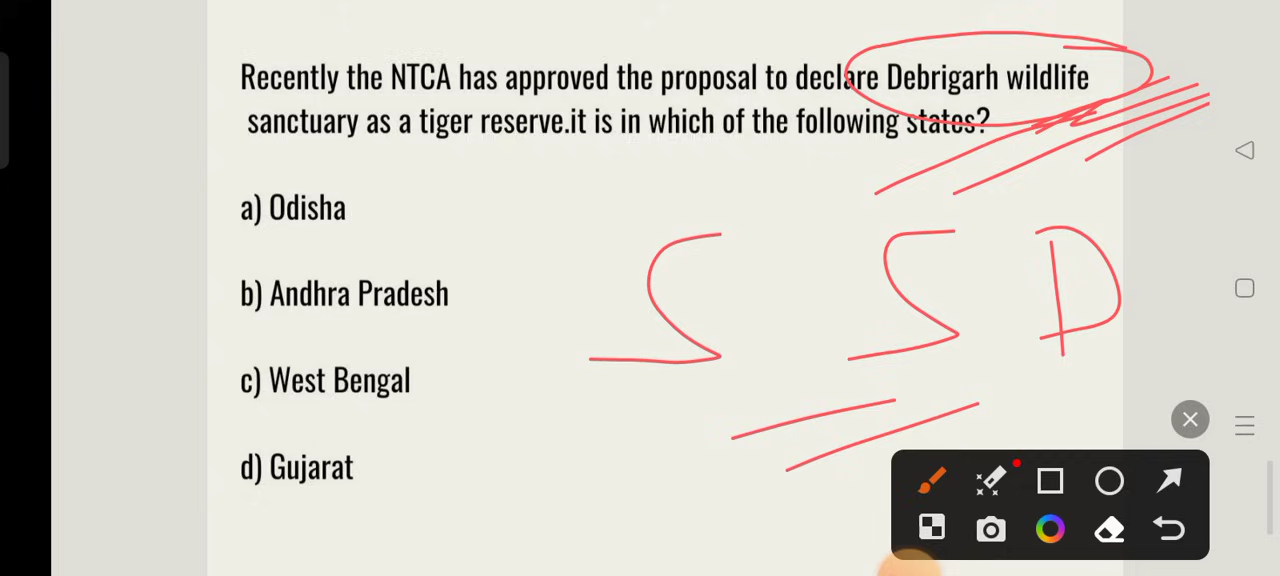 Recently the NTCA has approved the proposal to declare Debrigarh wildlife
sanctuary as a tiger reserve.it is in which of the following states?
a) Odisha
b) Andhra Pradesh
c) West Bengal
d) Gujarat
S S D